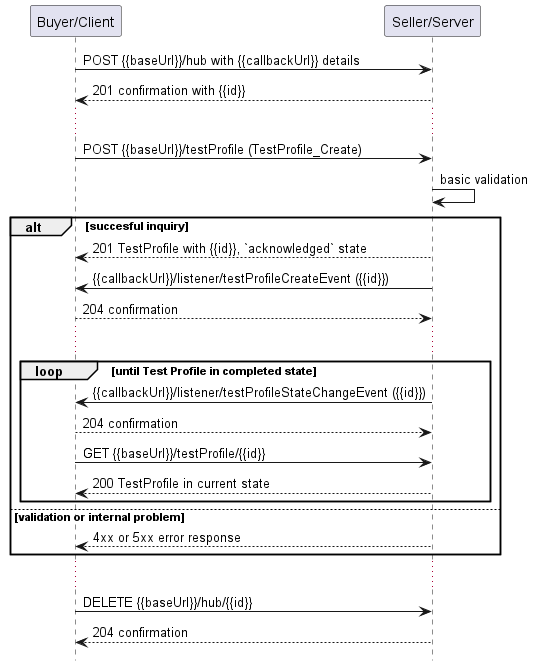 Buyer/Client
Seller/Server
POST {{baseUrl}}/hub with {{callbackUrl}} details
201 confirmation with {{id}}
POST {{baseUrl}}/testProfile (TestProfile_Create)
basic validation
alt
[succesful inquiry]
201 TestProfile with {{id}}, `acknowledged` state
{{callbackUrl}}/listener/testProfileCreateEvent ({{id}})
204 confirmation
loop
[until Test Profile in completed state]
{{callbackUrl}}/listener/testProfileStateChangeEvent ({{id}})
204 confirmation
GET {{baseUrl}}/testProfile/{{id}}
200 TestProfile in current state
[validation or internal problem]
4xx or 5xx error response
DELETE {{baseUrl}}/hub/{{id}}
204 confirmation